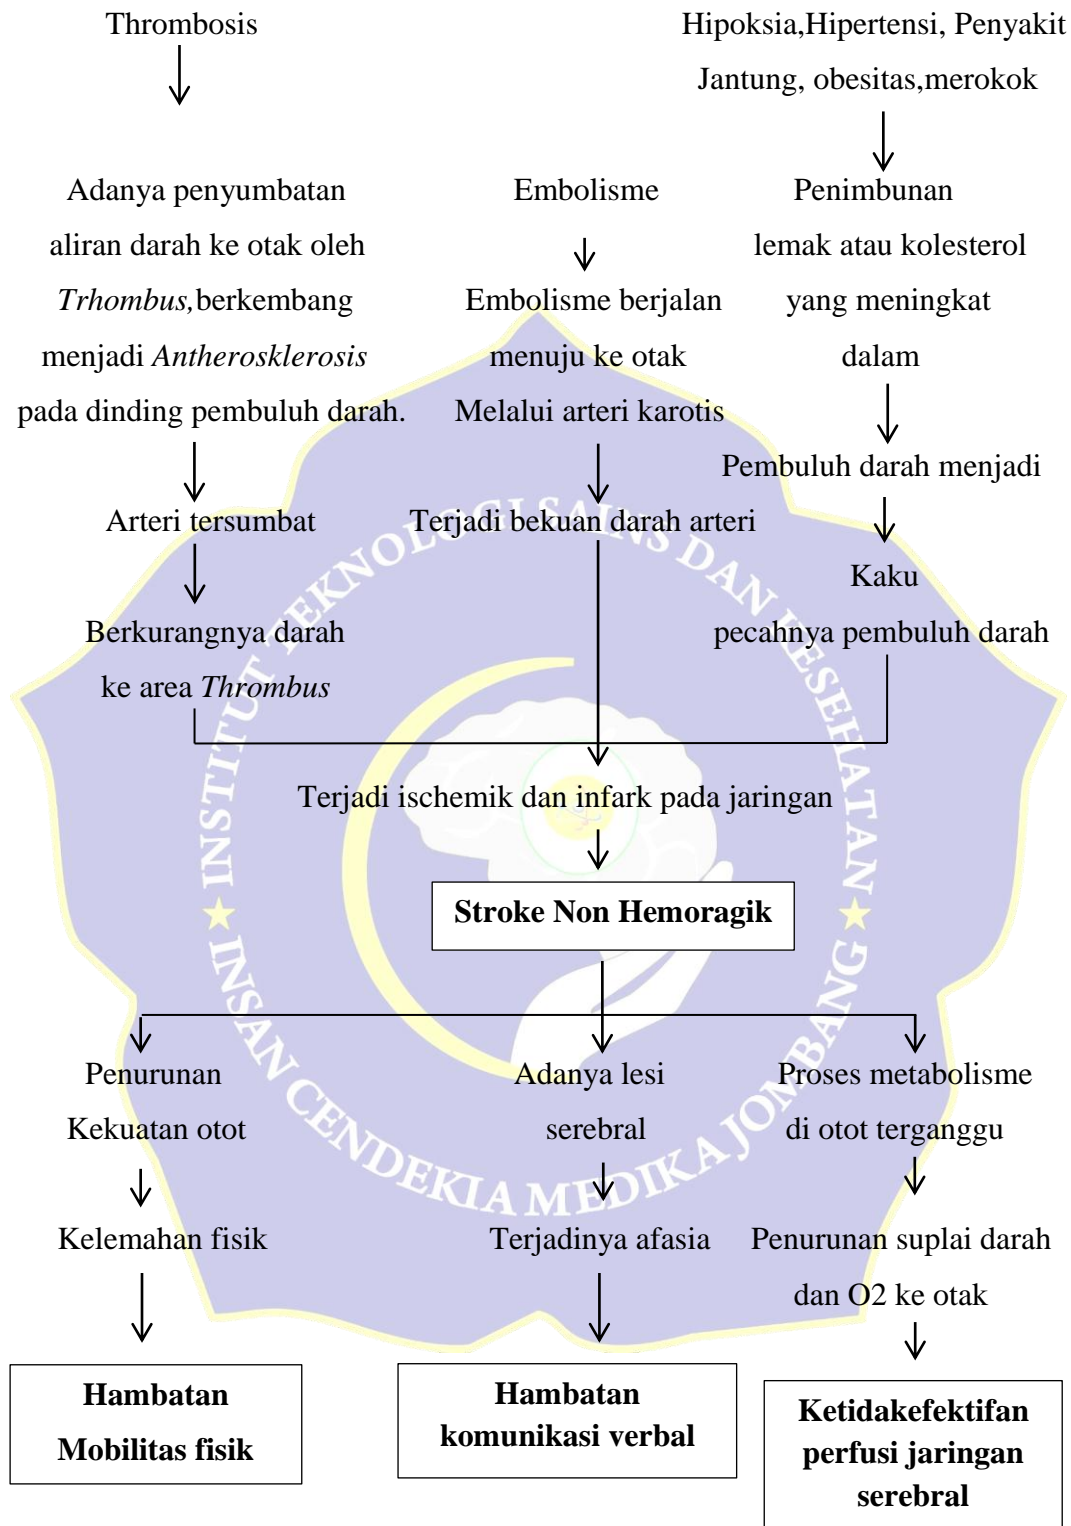 Thrombosis
Hipoksia,Hipertensi, Penyakit
Jantung, obesitas,merokok
Adanya penyumbatan
aliran darah ke otak oleh
Trhombus,berkembang
menjadi Antherosklerosis
pada dinding pembuluh darah.
Embolisme
Embolisme berjalan
menuju ke otak
Melalui arteri karotis
Penimbunan
lemak atau kolesterol
yang meningkat
dalam
Pembuluh darah menjadi
Arteri tersumbat
Terjadi bekuan darah arteri
Kaku
pecahnya pembuluh darah
Berkurangnya darah
ke area Thrombus
Terjadi ischemik dan infark pada jaringan
Stroke Non Hemoragik
Penurunan
Kekuatan otot
Adanya lesi
serebral
Proses metabolisme
di otot terganggu
Kelemahan fisik
Terjadinya afasia
Penurunan suplai darah
dan O2 ke otak
Hambatan
Mobilitas fisik
Hambatan
komunikasi verbal
Ketidakefektifan
perfusi jaringan
serebral
INSTITUT TEKNOLOGI SAINS DAN KESEHATAN
INSAN CENDEKIA MEDIKA JOMBANG